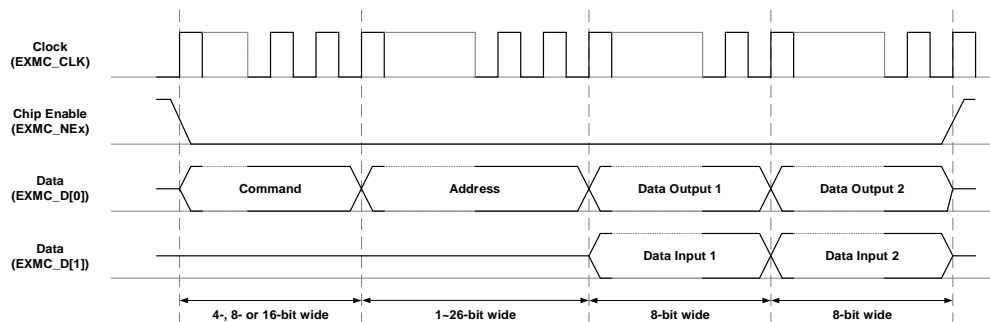 Clock
(EXMC_CLK)
Chip Enable
(EXMC_NEx)
Data
(EXMC_D[0])
Command
Address
Data Output 1
Data Output 2
Data
(EXMC_D[1])
Data Input 1
Data Input 2
4-, 8- or 16-bit wide
1~26-bit wide
8-bit wide
8-bit wide